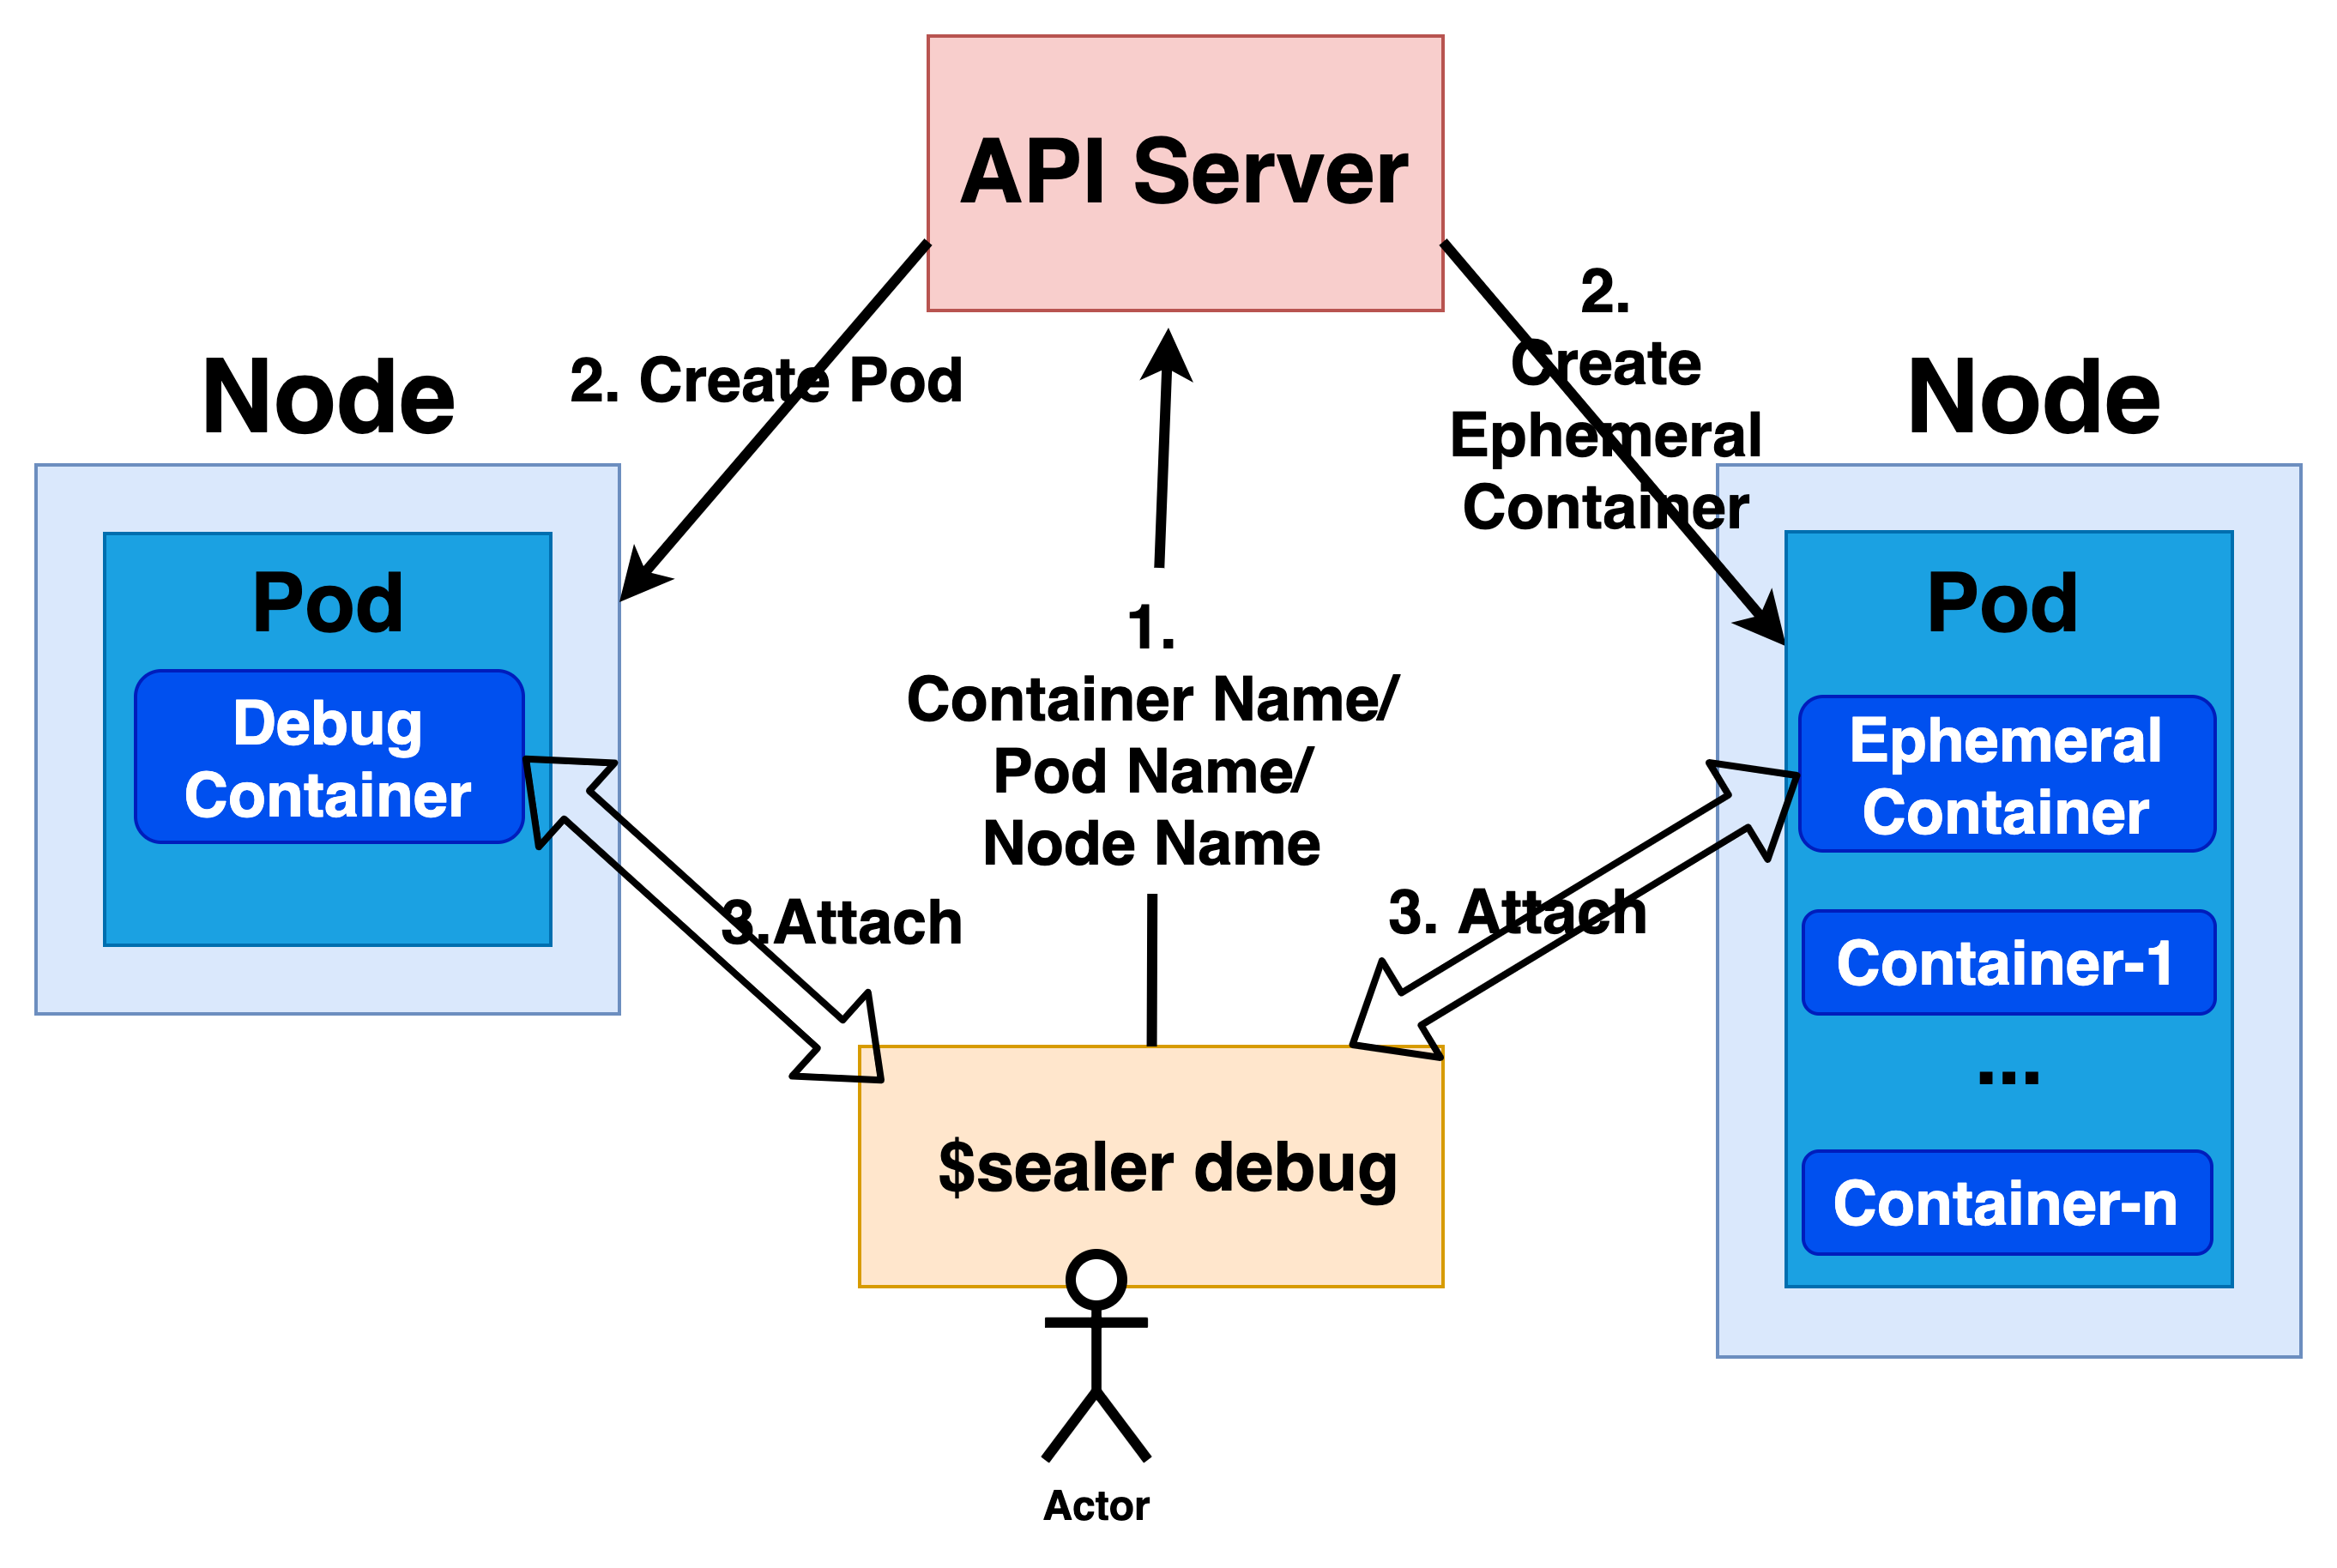 API Server
2. Create Pod
2.
Create
Ephemeral
Container
Node
Node
Pod
Debug
Container
1.
Container Name/
Pod Name/
Node Name
Pod
Ephemeral
Container
Container-1
...
Container-n
3.Attach
3. Attach
$sealer debug
Actor